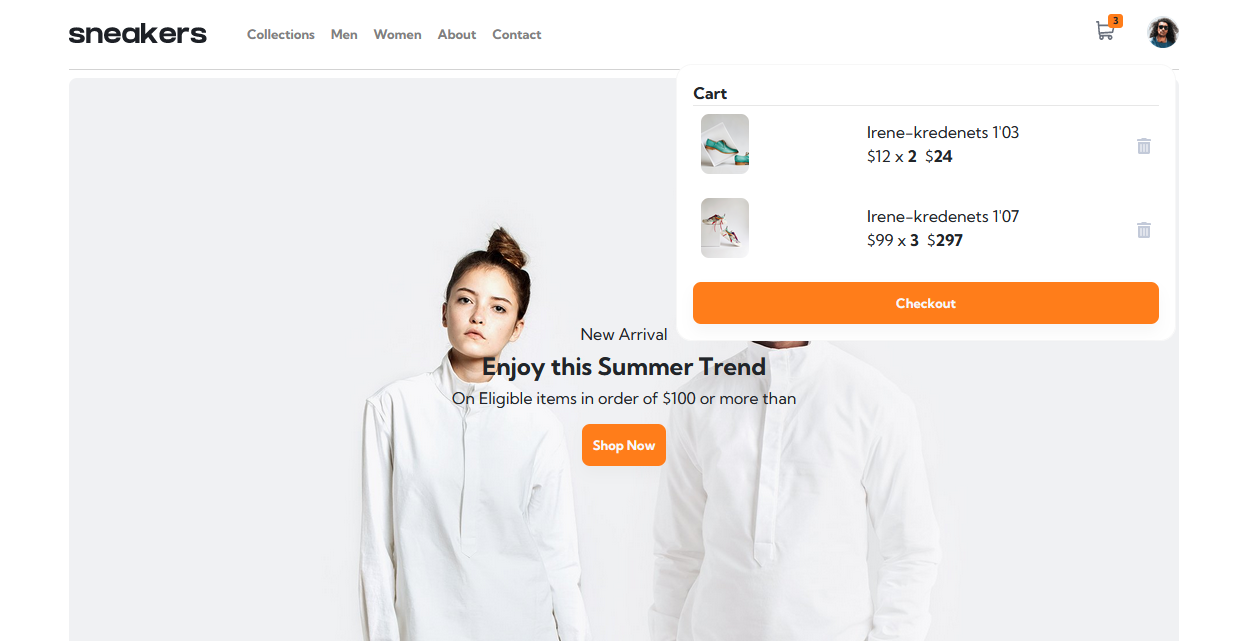 sneakers
Collections Men Women About Contact
3
Cart
Irene-kredenets 1'03
$12 x 2 $24
Irene-kredenets 1'07
$99 x 3 $297
Checkout
New Arrival
Enjoy this Summer Trend
On Eligible items in order of $100 or more than
Shop Now